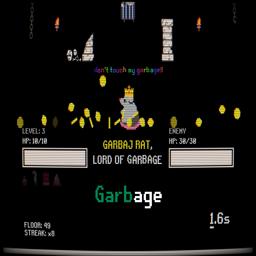 don't touch my garbage!!
LEVEL: 3
HP: 10/10
GARBAJ RAT,
LORD OF GARBAGE
ENEMY
HP: 30/30
Garbage
FLOOR: 49
STREAK: x8
1.6s